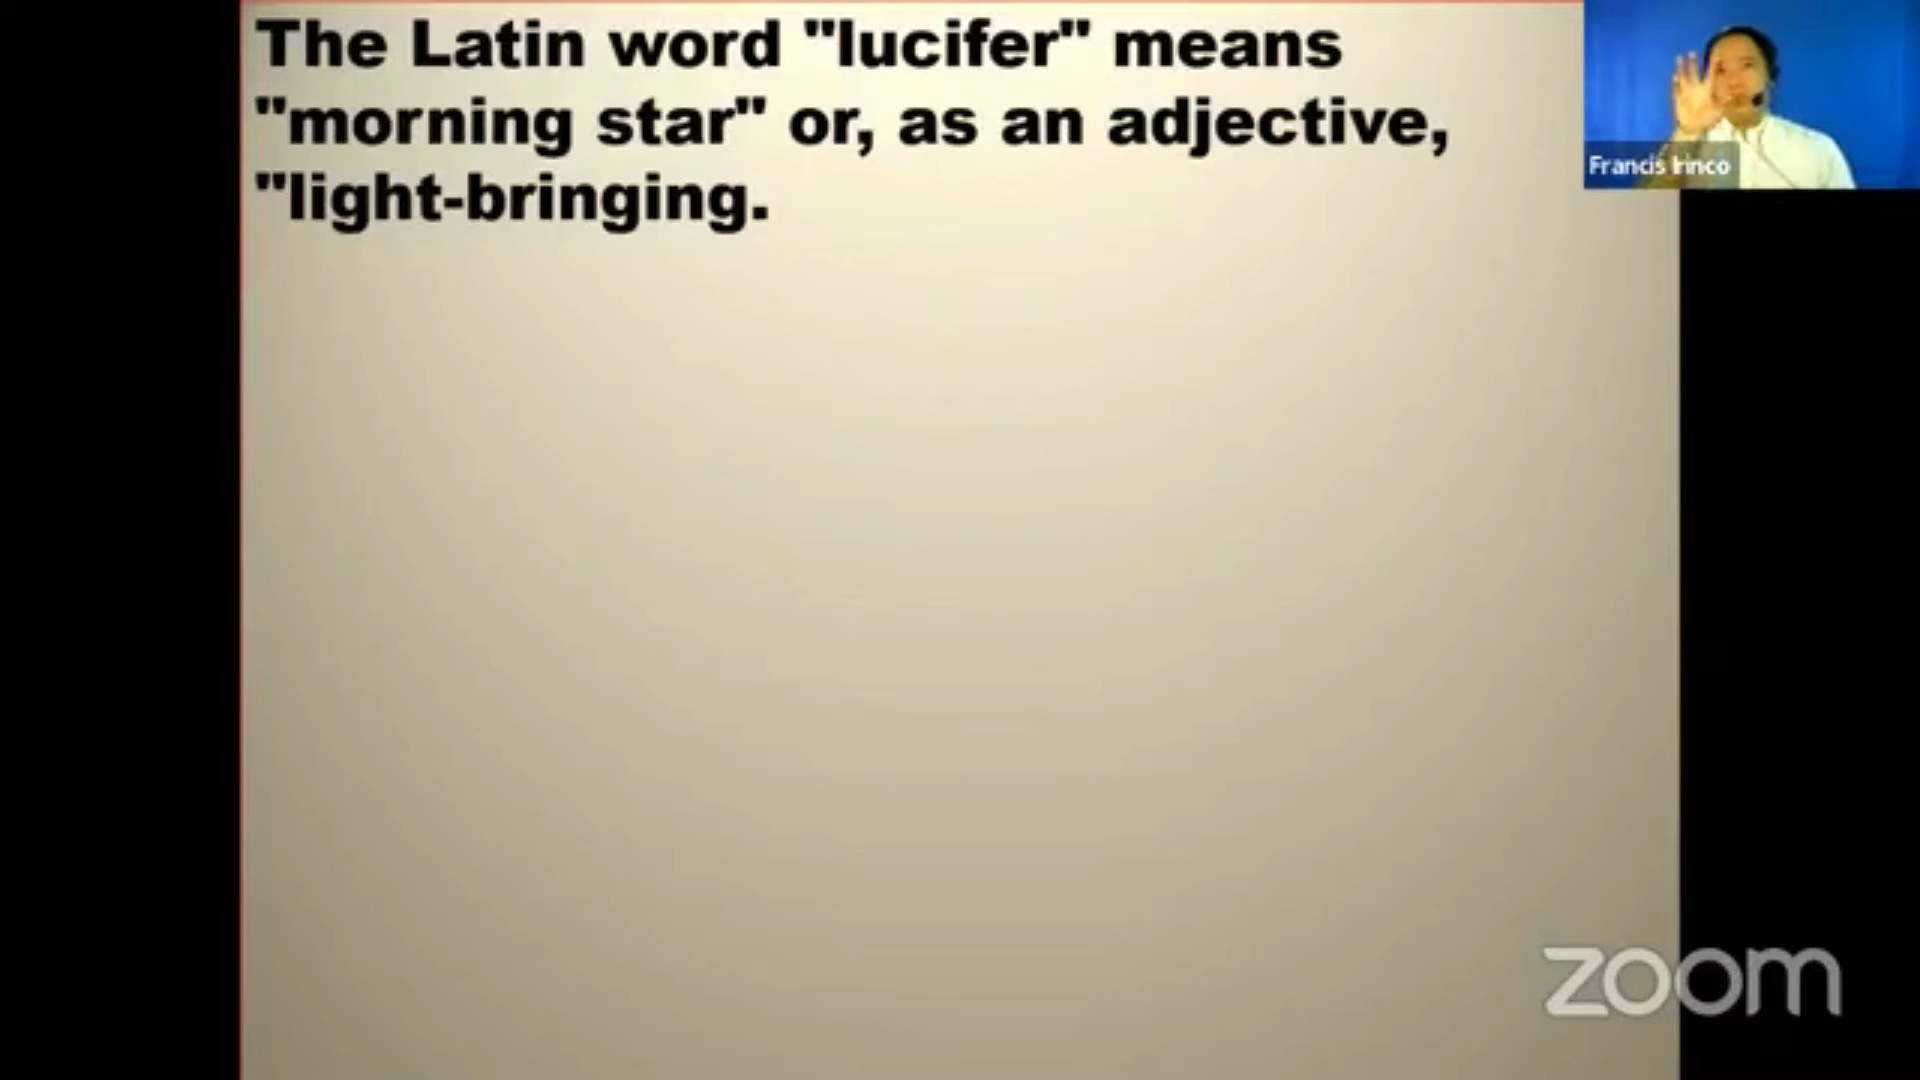 The Latin word "lucifer" means
"morning star" or, as an adjective,
"light-bringing.
Francis Irinco
zoom